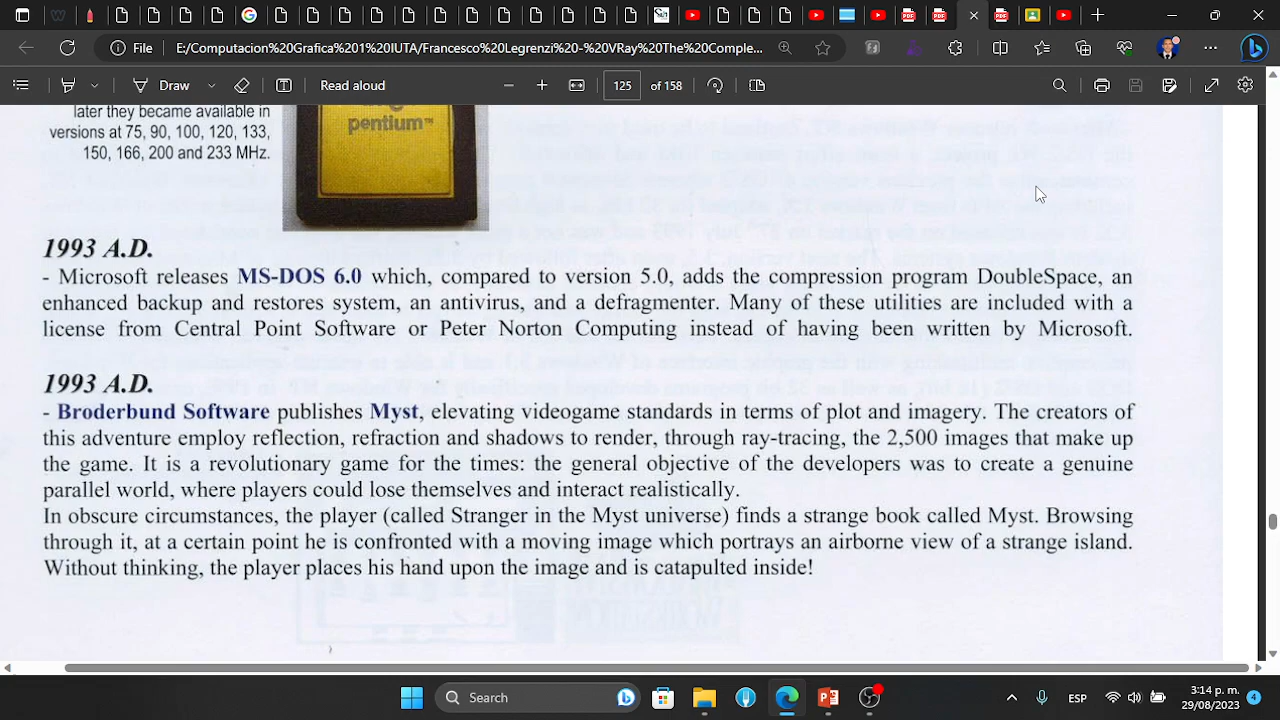 File
E:/Computacion%20Grafica%201%20IUTA/Francesco%20Legrenzi%20-%20VRay%20The%20Comple...
Draw
Read aloud
125
of 158
later they became available in
versions at 75, 90, 100, 120, 133,
150, 166, 200 and 233 MHz.
pentium™
1993 A.D.
- Microsoft releases MS-DOS 6.0 which, compared to version 5.0, adds the compression program DoubleSpace, an
enhanced backup and restores system, an antivirus, and a defragmenter. Many of these utilities are included with a
license from Central Point Software or Peter Norton Computing instead of having been written by Microsoft.
1993 A.D.
- Broderbund Software publishes Myst, elevating videogame standards in terms of plot and imagery. The creators of
this adventure employ reflection, refraction and shadows to render, through ray-tracing, the 2,500 images that make up
the game. It is a revolutionary game for the times: the general objective of the developers was to create a genuine
parallel world, where players could lose themselves and interact realistically.
In obscure circumstances, the player (called Stranger in the Myst universe) finds a strange book called Myst. Browsing
through it, at a certain point he is confronted with a moving image which portrays an airborne view of a strange island.
Without thinking, the player places his hand upon the image and is catapulted inside!
Search
ESP
3:14 p. m.
29/08/2023
4